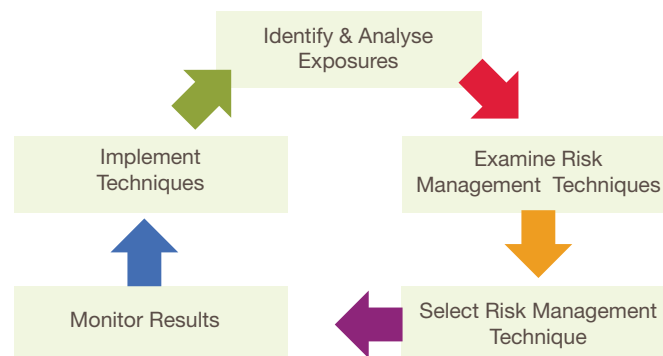 Identify & Analyse
Exposures
Implement
Techniques
Examine Risk
Management Techniques
Monitor Results
Select Risk Management
Technique